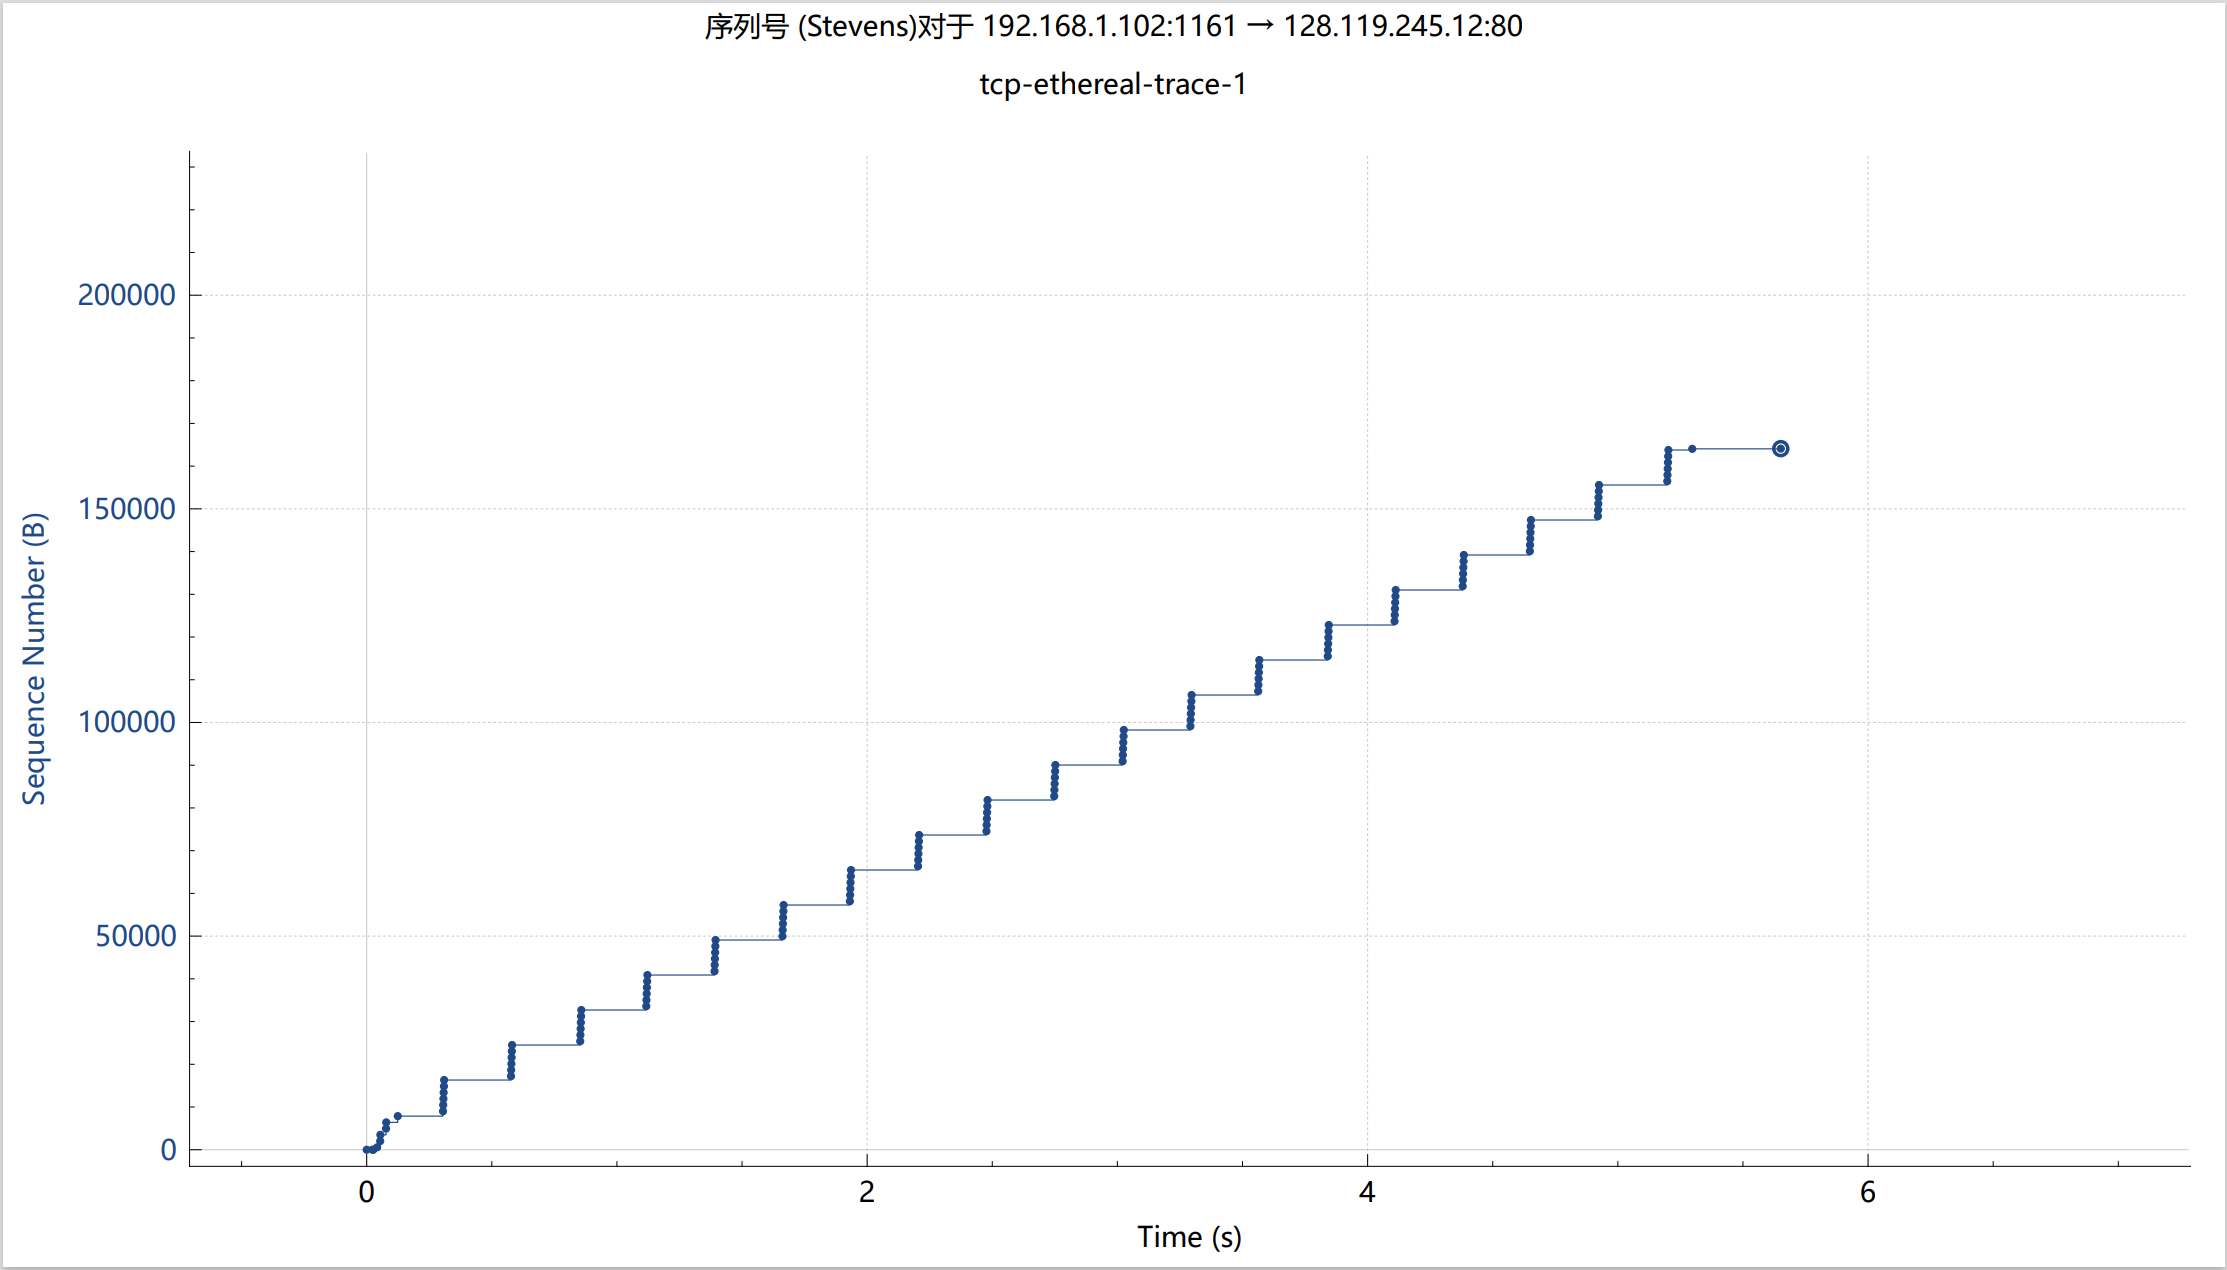 序列号 (Stevens)对于 192.168.1.102:1161 → 128.119.245.12:80
tcp-ethereal-trace-1
Sequence Number (B)
200000
150000
100000
50000
0
0 2 4 6
Time (s)